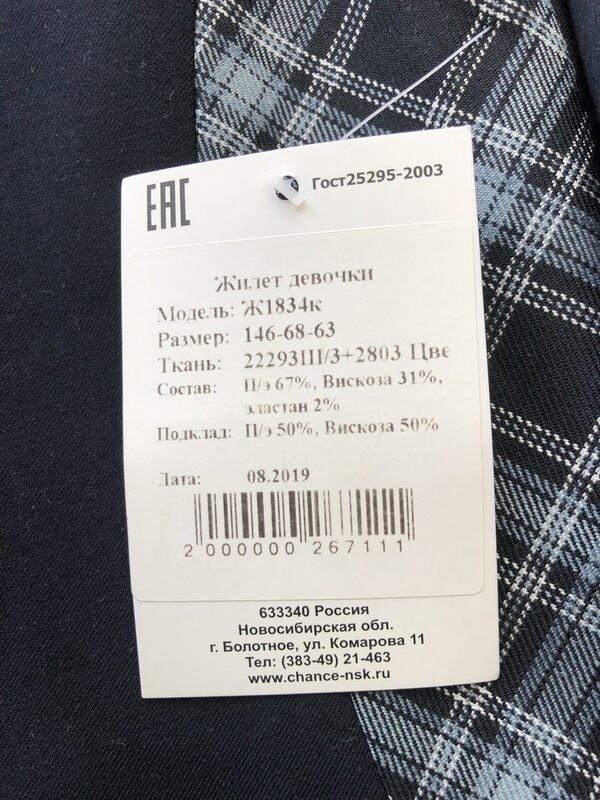 EAC Гост25295-2003
Жилет девочки
Модель: Ж1834к
Размер: 146-68-63
Ткань: 22293Ш/3+2803 Цве
Состав: П/э 67%, Вискоза 31%,
эластан 2%
Подклад: П/э 50%, Вискоза 50%
Дата: 08.2019
2 000000 267111
633340 Россия
Новосибирская обл.
г. Болотное, ул. Комарова 11
Тел: (383-49) 21-463
www.chance-nsk.ru